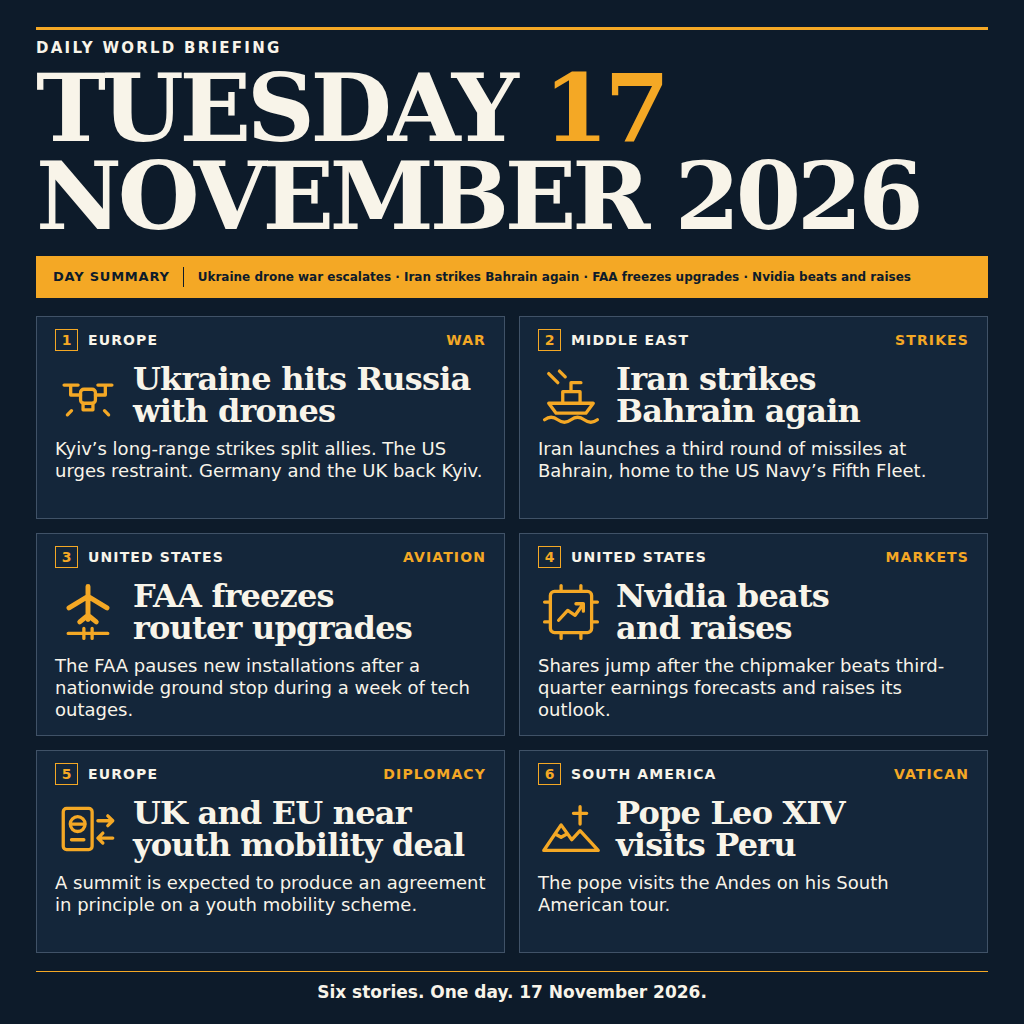 DAILY WORLD BRIEFING
TUESDAY 17
NOVEMBER 2026
DAY SUMMARY Ukraine drone war escalates · Iran strikes Bahrain again · FAA freezes upgrades · Nvidia beats and raises
1 EUROPE WAR
Ukraine hits Russia
with drones
Kyiv’s long-range strikes split allies. The US
urges restraint. Germany and the UK back Kyiv.
2 MIDDLE EAST STRIKES
Iran strikes
Bahrain again
Iran launches a third round of missiles at
Bahrain, home to the US Navy’s Fifth Fleet.
3 UNITED STATES AVIATION
FAA freezes
router upgrades
The FAA pauses new installations after a
nationwide ground stop during a week of tech
outages.
4 UNITED STATES MARKETS
Nvidia beats
and raises
Shares jump after the chipmaker beats third-
quarter earnings forecasts and raises its
outlook.
5 EUROPE DIPLOMACY
UK and EU near
youth mobility deal
A summit is expected to produce an agreement
in principle on a youth mobility scheme.
6 SOUTH AMERICA VATICAN
Pope Leo XIV
visits Peru
The pope visits the Andes on his South
American tour.
Six stories. One day. 17 November 2026.